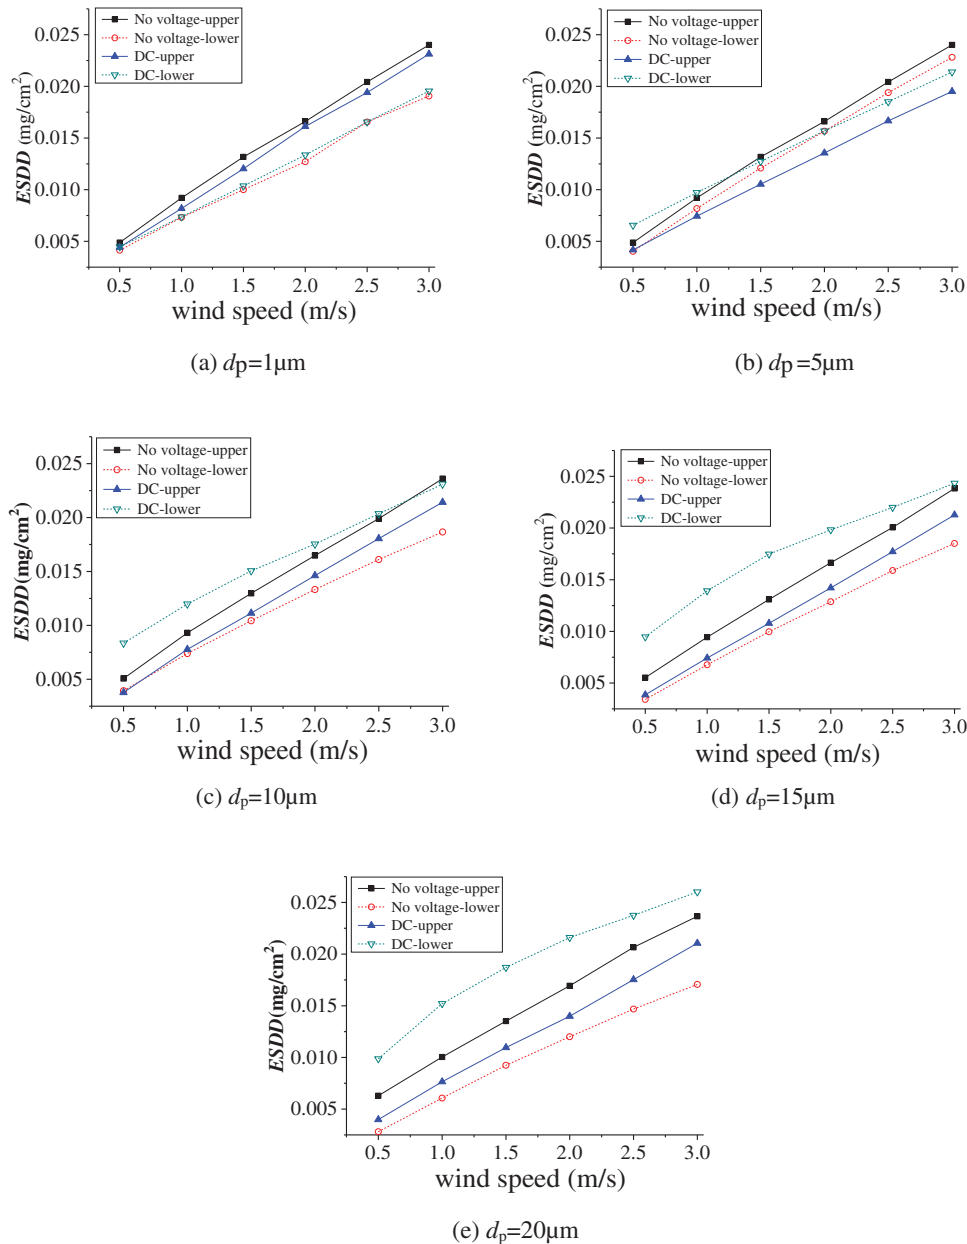 No voltage-upper
No voltage-lower
DC-upper
DC-lower
ESDD (mg/cm²)
0.025
0.020
0.015
0.010
0.005
0.5 1.0 1.5 2.0 2.5 3.0
wind speed (m/s)
(a) dp=1μm
No voltage-upper
No voltage-lower
DC-upper
DC-lower
ESDD (mg/cm²)
0.025
0.020
0.015
0.010
0.005
0.5 1.0 1.5 2.0 2.5 3.0
wind speed (m/s)
(b) dp=5μm
No voltage-upper
No voltage-lower
DC-upper
DC-lower
ESDD(mg/cm²)
0.025
0.020
0.015
0.010
0.005
0.5 1.0 1.5 2.0 2.5 3.0
wind speed (m/s)
(c) dp=10μm
No voltage-upper
No voltage-lower
DC-upper
DC-lower
ESDD (mg/cm²)
0.025
0.020
0.015
0.010
0.005
0.5 1.0 1.5 2.0 2.5 3.0
wind speed (m/s)
(d) dp=15μm
No voltage-upper
No voltage-lower
DC-upper
DC-lower
ESDD(mg/cm²)
0.025
0.020
0.015
0.010
0.005
0.5 1.0 1.5 2.0 2.5 3.0
wind speed (m/s)
(e) dp=20μm